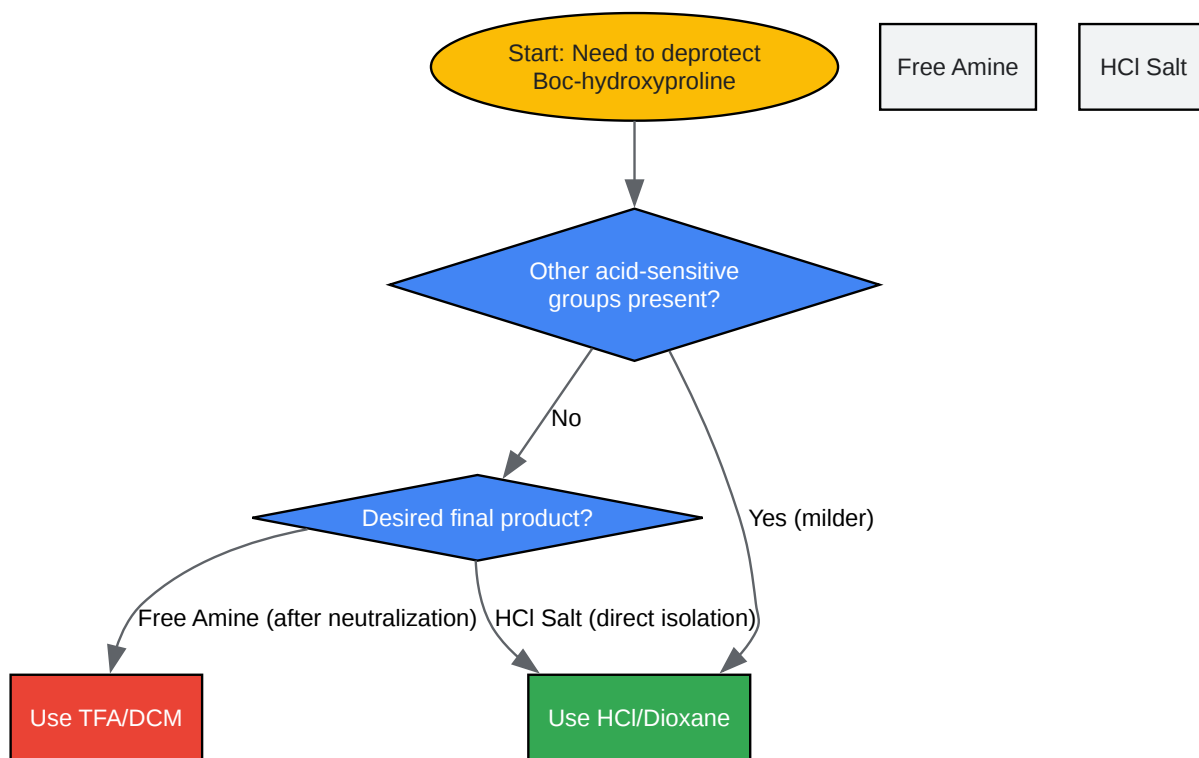 Start: Need to deprotect
Boc-hydroxyproline
Free Amine
HCl Salt
Other acid-sensitive
groups present?
No
Yes (milder)
Desired final product?
Free Amine (after neutralization)
HCl Salt (direct isolation)
Use TFA/DCM
Use HCl/Dioxane